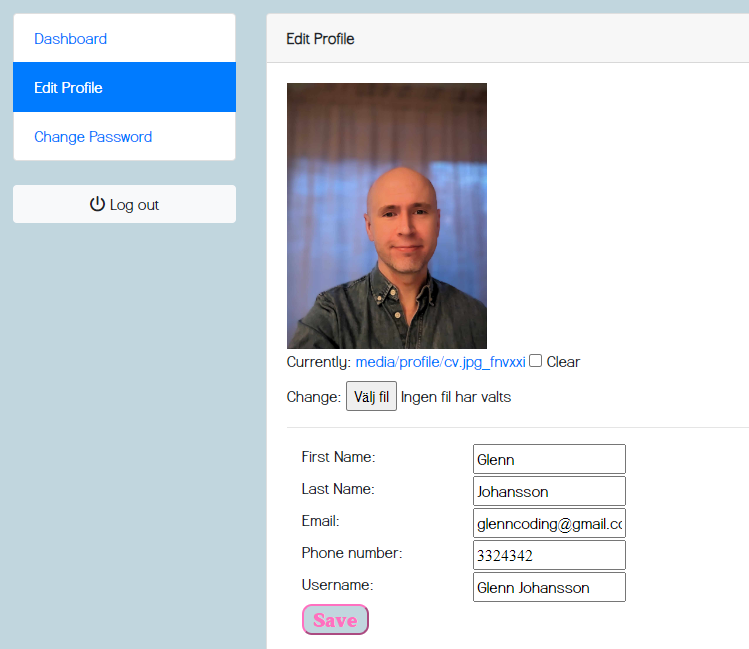 Dashboard
Edit Profile
Change Password
Log out
Edit Profile
Currently: media/profile/cv.jpg_fnvxxi Clear
Change: Välj fil Ingen fil har valts
First Name: Glenn
Last Name: Johansson
Email: glenncoding@gmail.co
Phone number: 3324342
Username: Glenn Johansson
Save